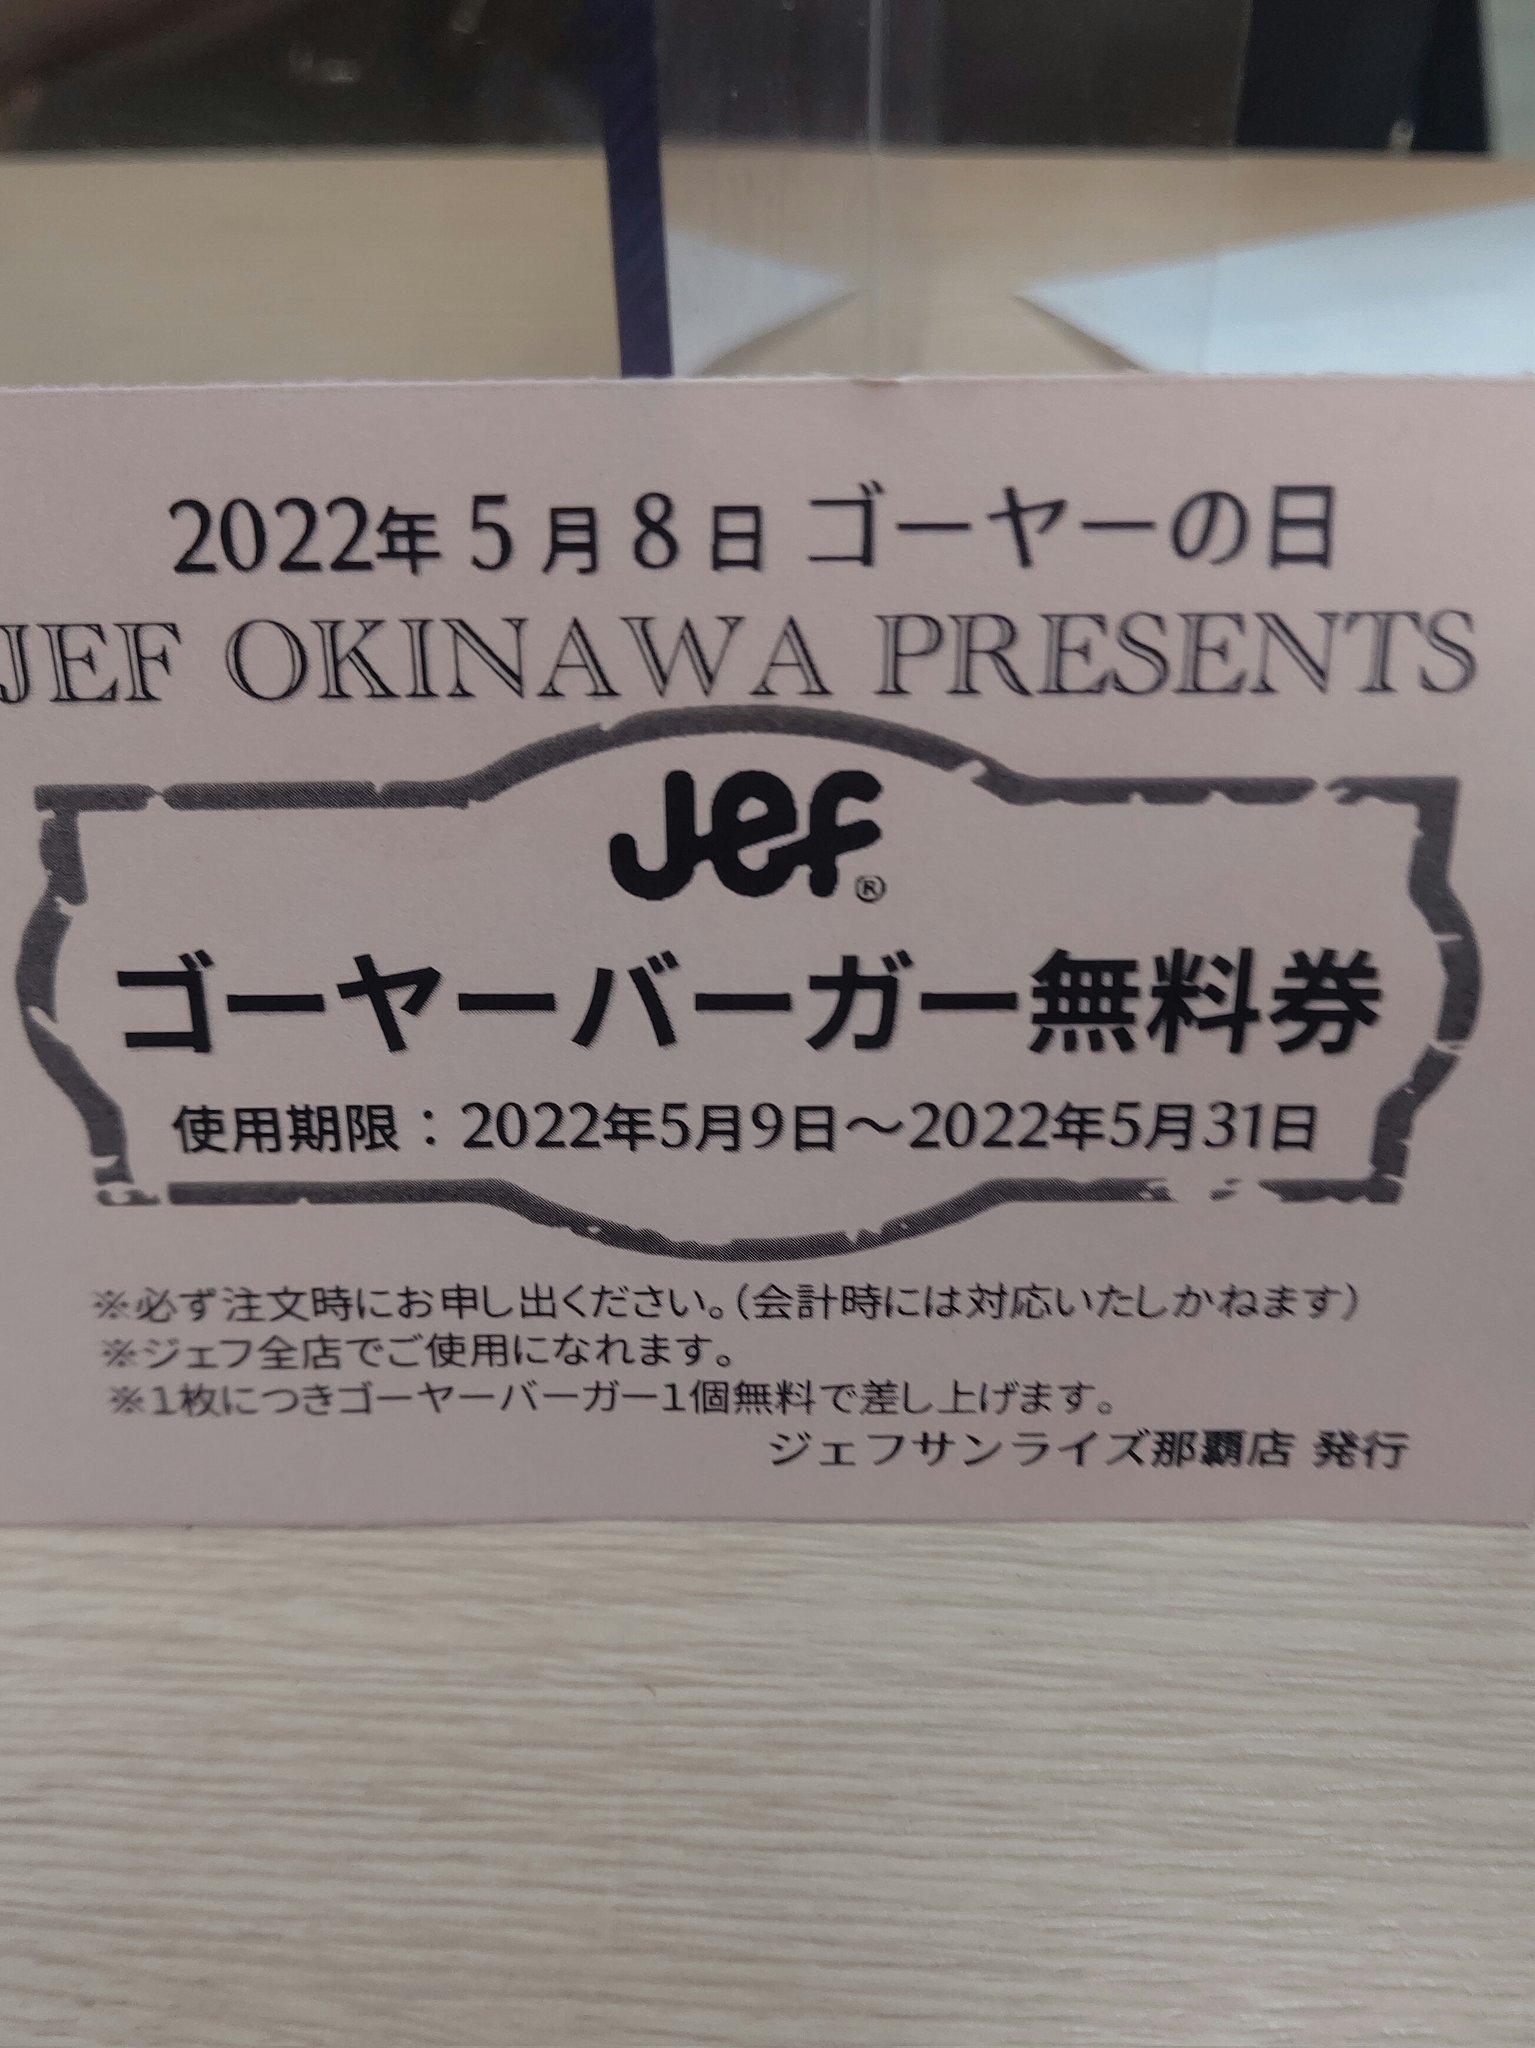 2022年5月8日 ゴーヤーの日
JEF OKINAWA PRESENTS
Jef®
ゴーヤーバーガー無料券
使用期限：2022年5月9日～2022年5月31日
※必ず注文時にお申し出ください。（会計時には対応いたしかねます）
※ジェフ全店でご使用になれます。
※１枚につきゴーヤーバーガー１個無料で差し上げます。
ジェフサンライズ那覇店 発行